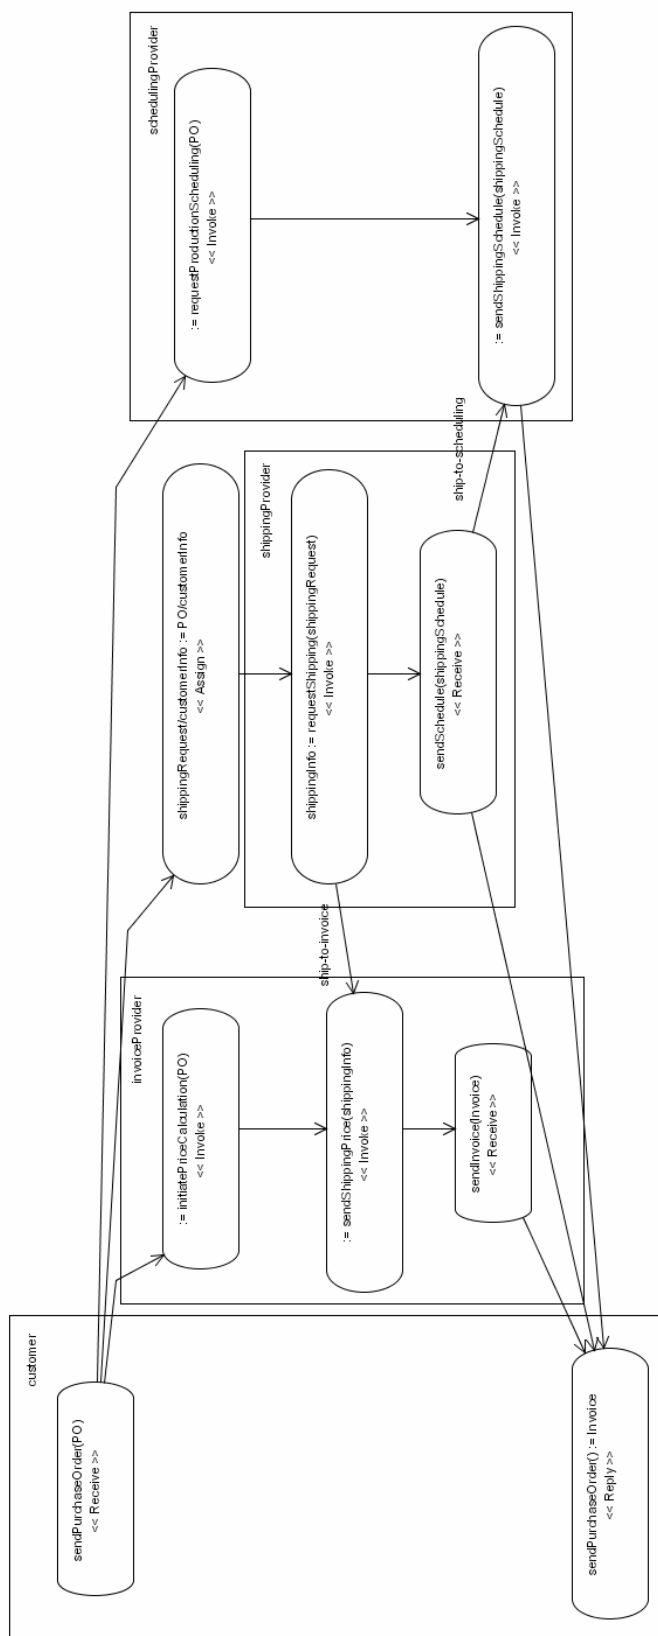 customer
sendPurchaseOrder(PO)
<< Receive >>
sendPurchaseOrder() := Invoice
<< Reply >>
invoiceProvider
:= initiatePriceCalculation(PO)
<< Invoke >>
:= sendShippingPrice(shippingInfo)
<< Invoke >>
sendInvoice(Invoice)
<< Receive >>
ship-to-invoice
shippingRequest/customerInfo := PO/customerInfo
<< Assign >>
shippingProvider
shippingInfo := requestShipping(shippingRequest)
<< Invoke >>
sendSchedule(shippingSchedule)
<< Receive >>
ship-to-scheduling
schedulingProvider
:= requestProductionScheduling(PO)
<< Invoke >>
:= sendShippingSchedule(shippingSchedule)
<< Invoke >>